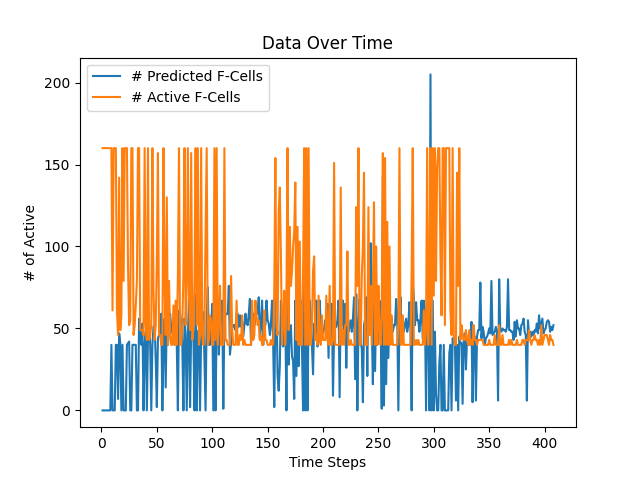 Data Over Time
# Predicted F-Cells
# Active F-Cells
# of Active
200
150
100
50
0
0 50 100 150 200 250 300 350 400
Time Steps